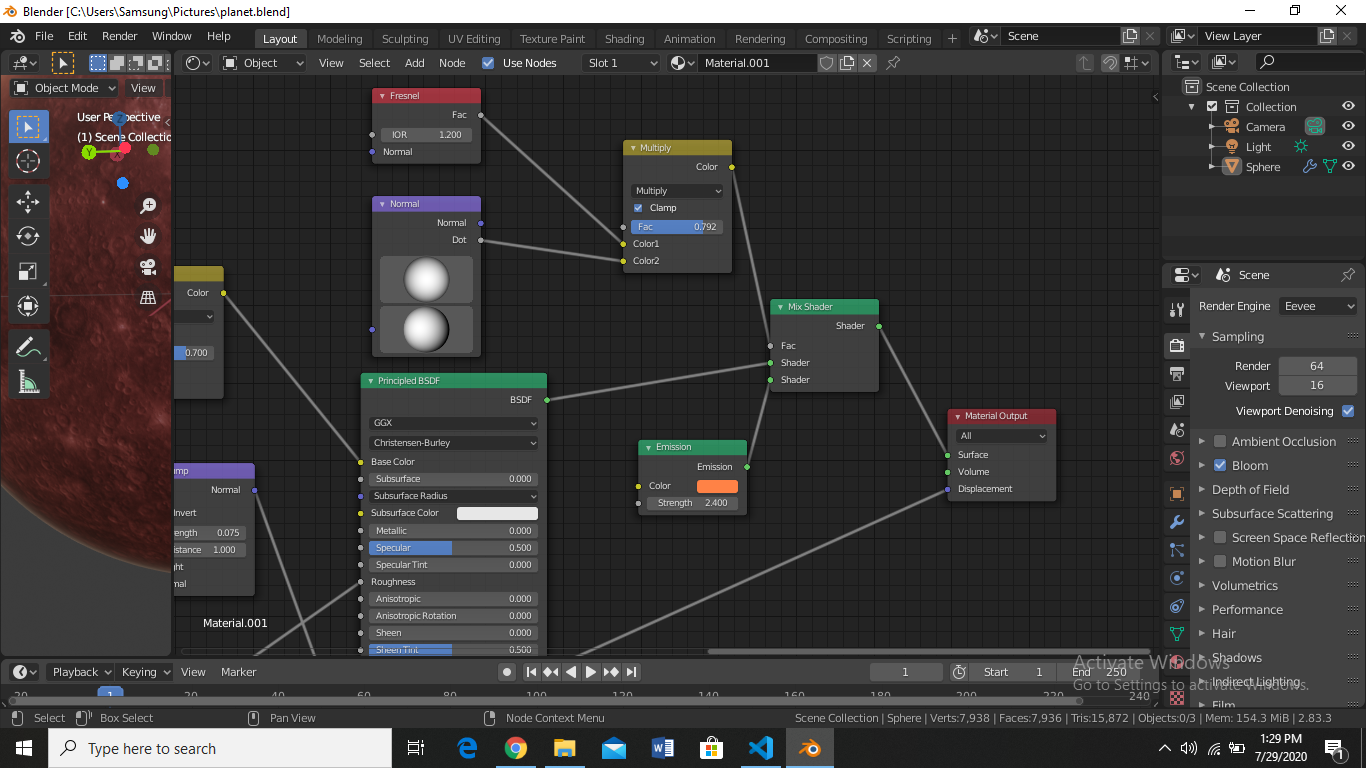 Blender [C:\Users\Samsung\Pictures\planet.blend]
File Edit Render Window Help Layout Modeling Sculpting UV Editing Texture Paint Shading Animation Rendering Compositing Scripting + Scene View Layer
Object View Select Add Node Use Nodes Slot 1 Material.001
Object Mode View
User Perspective
(1) Scene Collectio
Z
Y
X
Color
0.700
mp
Normal
nvert
ength 0.075
istance 1.000
ght
mal
Material.001
Fresnel
Fac
IOR 1.200
Normal
Normal
Normal
Dot
Principled BSDF
BSDF
GGX
Christensen-Burley
Base Color
Subsurface 0.000
Subsurface Radius
Subsurface Color
Metallic 0.000
Specular 0.500
Specular Tint 0.000
Roughness
Anisotropic 0.000
Anisotropic Rotation 0.000
Sheen 0.000
Sheen Tint 0.500
Multiply
Color
Multiply
Clamp
Fac 0.792
Color1
Color2
Mix Shader
Shader
Fac
Shader
Shader
Emission
Emission
Color
Strength 2.400
Material Output
All
Surface
Volume
Displacement
Scene Collection
Collection
Camera
Light
Sphere
Scene
Render Engine Eevee
Sampling
Render 64
Viewport 16
Viewport Denoising
Ambient Occlusion
Bloom
Depth of Field
Subsurface Scattering
Screen Space Reflection
Motion Blur
Volumetrics
Performance
Hair
Shadows
Indirect Lighting
Film
Activate Windows
Go to Settings to activate Windows.
Playback Keying View Marker 1 Start 1 End 250
-20 1 20 40 60 80 100 120 140 160 180 200 220 240
Select Box Select Pan View Node Context Menu Scene Collection | Sphere | Verts:7,938 | Faces:7,936 | Tris:15,872 | Objects:0/3 | Mem: 154.3 MiB | 2.83.3
Type here to search
1:29 PM
7/29/2020
1